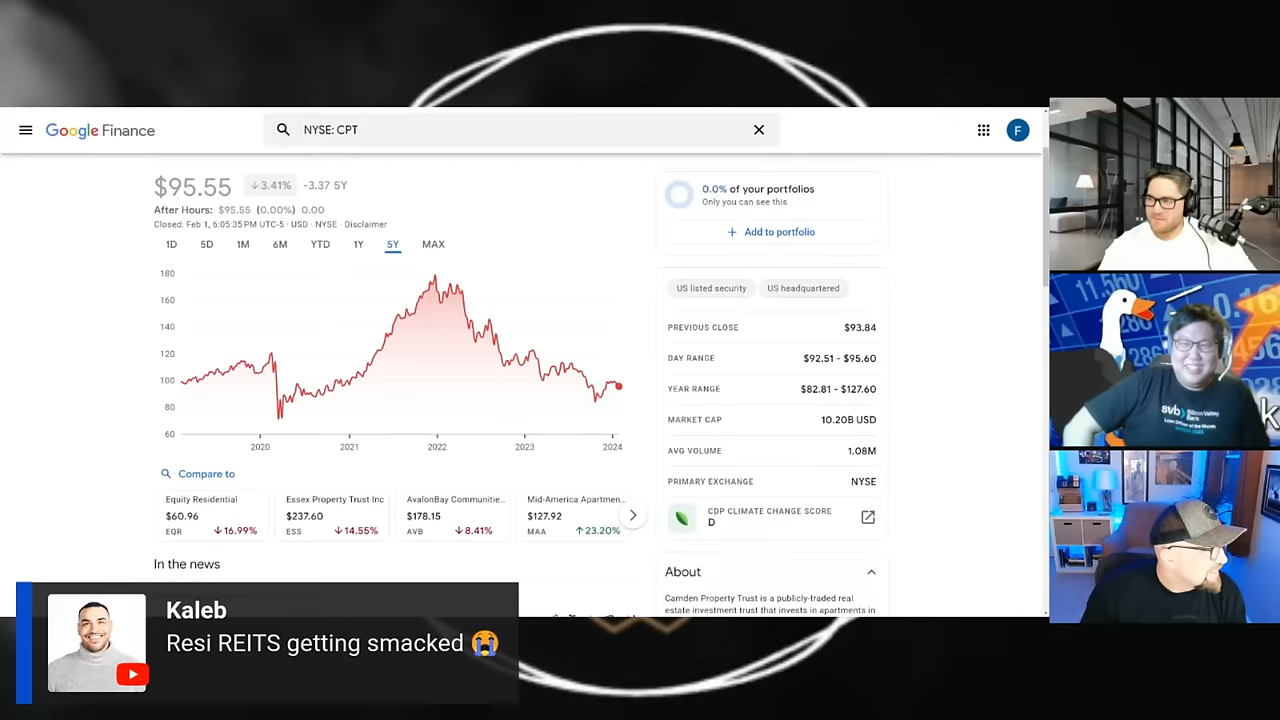 Google Finance
NYSE: CPT
F
$95.55 ↓3.41% -3.37 5Y
After Hours: $95.55 (0.00%) 0.00
Closed: Feb 1, 6:05:35 PM UTC-5 · USD · NYSE · Disclaimer
1D 5D 1M 6M YTD 1Y 5Y MAX
180
160
140
120
100
80
60
2020 2021 2022 2023 2024
Compare to
Equity Residential
$60.96
EQR ↓16.99%
Essex Property Trust Inc
$237.60
ESS ↓14.55%
AvalonBay Communitie...
$178.15
AVB ↓8.41%
Mid-America Apartmen...
$127.92
MAA ↑23.20%
In the news
0.0% of your portfolios
Only you can see this
+ Add to portfolio
US listed security US headquartered
PREVIOUS CLOSE $93.84
DAY RANGE $92.51 - $95.60
YEAR RANGE $82.81 - $127.60
MARKET CAP 10.20B USD
AVG VOLUME 1.08M
PRIMARY EXCHANGE NYSE
CDP CLIMATE CHANGE SCORE
D
About
Camden Property Trust is a publicly-traded real
estate investment trust that invests in apartments in
11.560
svb Silicon Valley
Bank
Kaleb
Resi REITS getting smacked 😭